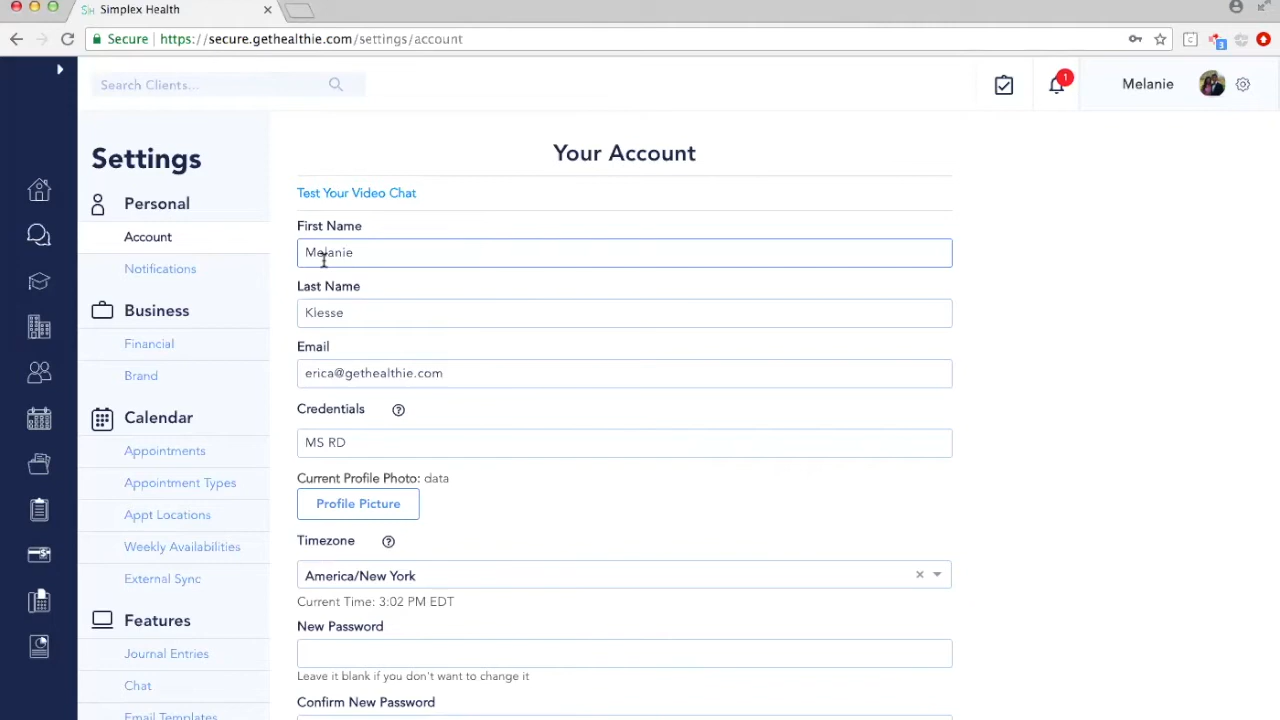 Simplex Health
Secure https://secure.gethealthie.com/settings/account
3
Search Clients...
1
Melanie
Settings
Personal
Account
Notifications
Business
Financial
Brand
Calendar
Appointments
Appointment Types
Appt Locations
Weekly Availabilities
External Sync
Features
Journal Entries
Chat
Email Templates
Your Account
Test Your Video Chat
First Name
Melanie
Last Name
Klesse
Email
erica@gethealthie.com
Credentials
MS RD
Current Profile Photo: data
Profile Picture
Timezone
America/New York
Current Time: 3:02 PM EDT
New Password
Leave it blank if you don't want to change it
Confirm New Password